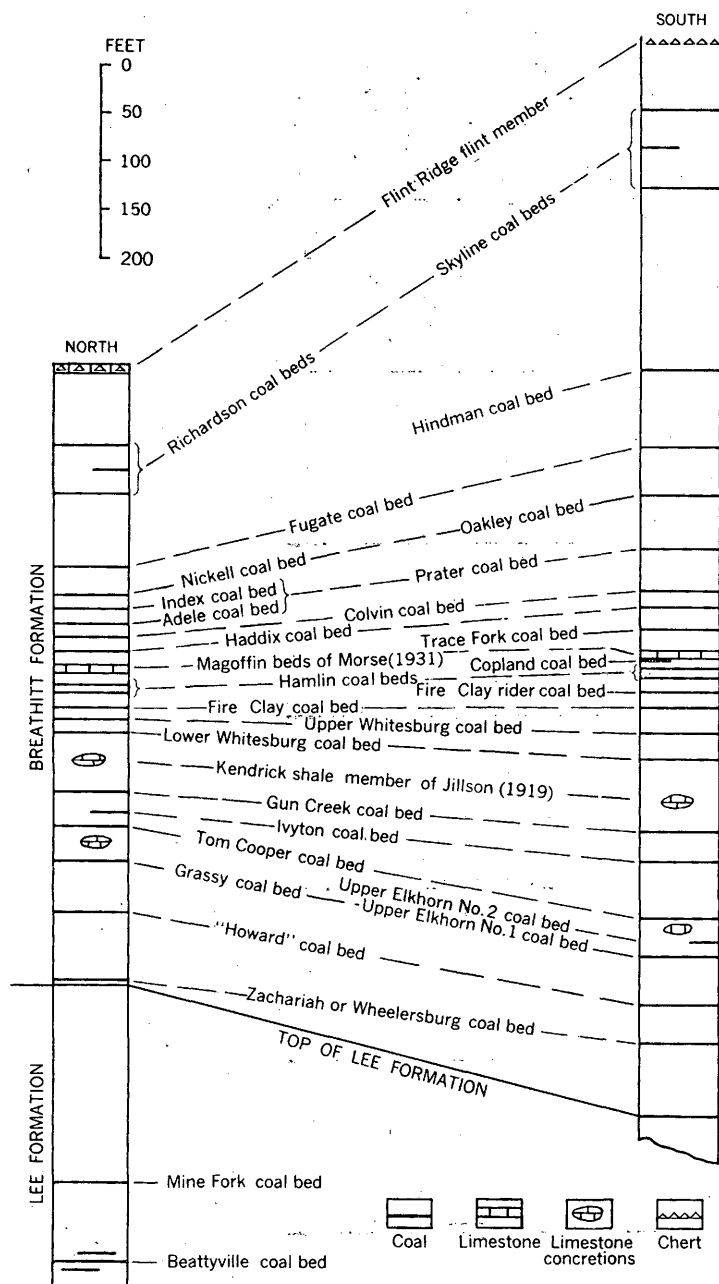 SOUTH
FEET
0
50
100
150
200
NORTH
Flint Ridge flint member
Skyline coal beds
Richardson coal beds
Hindman coal bed
Fugate coal bed
Oakley coal bed
Nickell coal bed
Index coal bed
Adele coal bed
Prater coal bed
Colvin coal bed
Haddix coal bed
Trace Fork coal bed
Magoffin beds of Morse (1931)
Copland coal bed
Hamlin coal beds
Fire Clay rider coal bed
Fire Clay coal bed
Upper Whitesburg coal bed
Lower Whitesburg coal bed
Kendrick shale member of Jillson (1919)
Gun Creek coal bed
Ivyton coal bed
Tom Cooper coal bed
Upper Elkhorn No. 2 coal bed
Grassy coal bed
Upper Elkhorn No. 1 coal bed
"Howard" coal bed
Zachariah or Wheelersburg coal bed
TOP OF LEE FORMATION
BREATHITT FORMATION
LEE FORMATION
Mine Fork coal bed
Beattyville coal bed
Coal
Limestone
Limestone
concretions
Chert